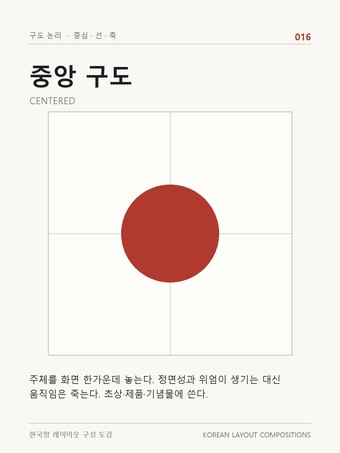 구도 논리 · 중심 · 선 · 축
016
중앙 구도
CENTERED
주체를 화면 한가운데 놓는다. 정면성과 위엄이 생기는 대신
움직임은 죽는다. 초상·제품·기념물에 쓴다.
한국형 레이아웃 구성 도감
KOREAN LAYOUT COMPOSITIONS